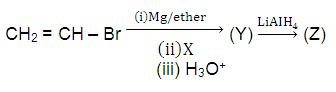 (i)Mg/ether
CH₂ = CH – Br ⟶ (Y) ⟶ (Z)
LiAlH₄
(ii)X
(iii) H₃O⁺